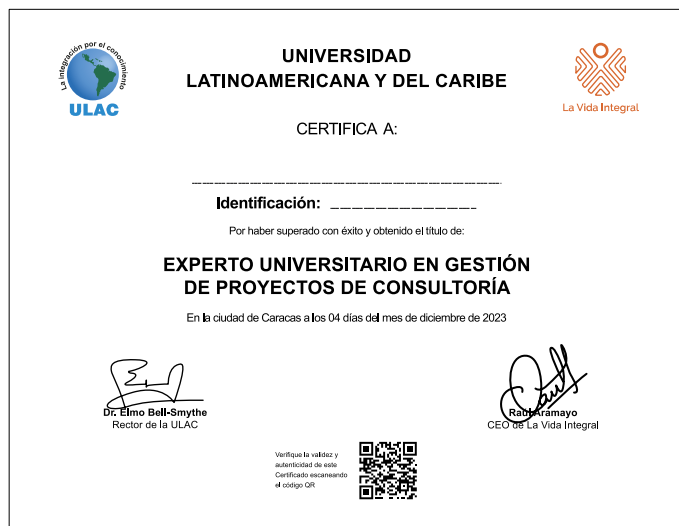 La integración por el conocimiento
ULAC
UNIVERSIDAD
LATINOAMERICANA Y DEL CARIBE
La Vida Integral
CERTIFICA A:
Identificación:
Por haber superado con éxito y obtenido el título de:
EXPERTO UNIVERSITARIO EN GESTIÓN
DE PROYECTOS DE CONSULTORÍA
En la ciudad de Caracas a los 04 días del mes de diciembre de 2023
Dr. Elmo Bell-Smythe
Rector de la ULAC
Raúl Aramayo
CEO de La Vida Integral
Verifique la validez y
autenticidad de este
Certificado escaneando
el código QR